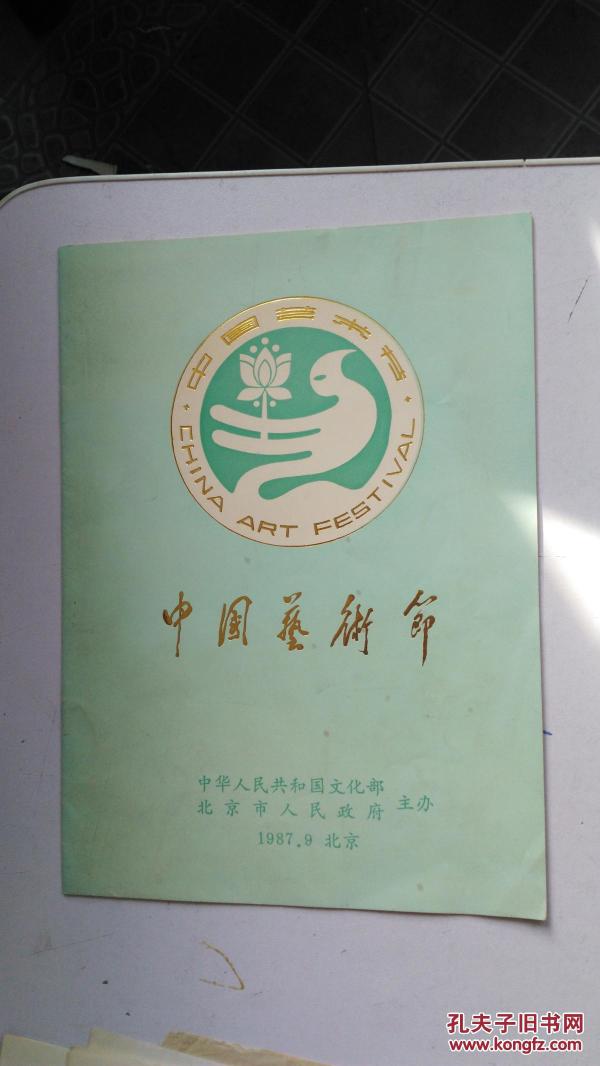 ·中国艺术节·
CHINA ART FESTIVAL
中国藝術節
中华人民共和国文化部
北京市人民政府 主办
1987.9 北京
孔夫子旧书网
www.kongfz.com